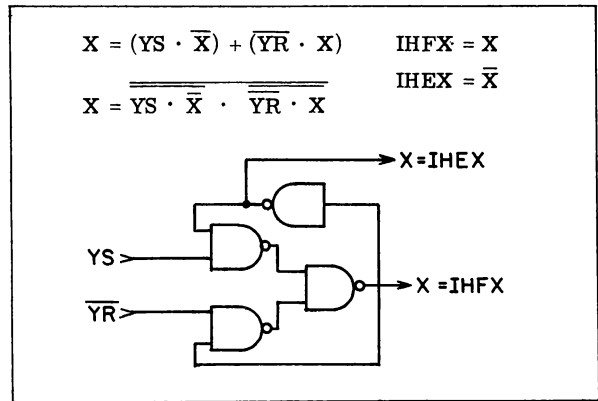 X = (YS · X̅) + (Y̅R̅ · X) IHFX = X
IHEX = X̅
X = Y̅S̅ ̅·̅ ̅X̅̅ · Y̅̅R̅̅ ̅·̅ ̅X̅
X=IHEX
YS
Y̅R̅
X =IHFX